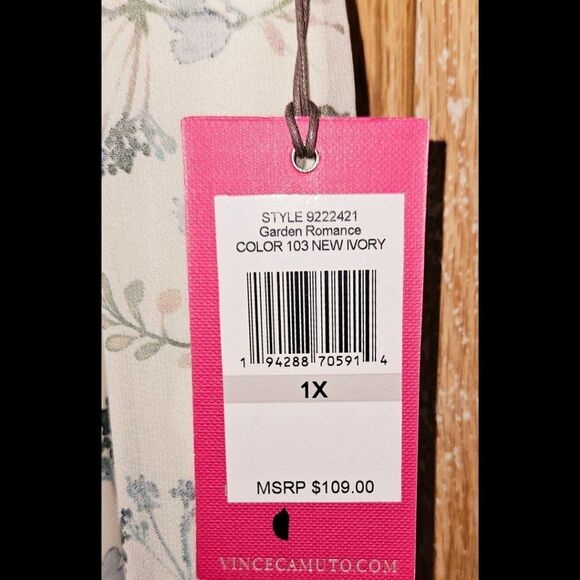 STYLE 9222421
Garden Romance
COLOR 103 NEW IVORY
1 94288 70591 4
1X
MSRP $109.00
VINCECAMUTO.COM